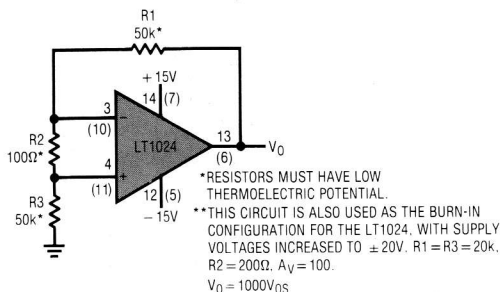 R1
50k*
+15V
14 (7)
3
(10)
−
R2
100Ω*
LT1024
13
(6)
V0
4
(11)
+
12 (5)
−15V
R3
50k*
*RESISTORS MUST HAVE LOW
THERMOELECTRIC POTENTIAL.
**THIS CIRCUIT IS ALSO USED AS THE BURN-IN
CONFIGURATION FOR THE LT1024, WITH SUPPLY
VOLTAGES INCREASED TO ±20V, R1=R3=20k,
R2=200Ω, AV=100.
V0=1000VOS